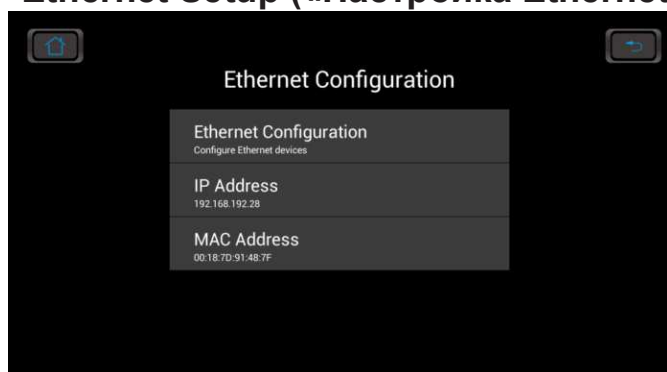 Ethernet Setup («Настройка Ethernet
Ethernet Configuration
Ethernet Configuration
Configure Ethernet devices
IP Address
192.168.192.28
MAC Address
00:18:7D:91:48:7F